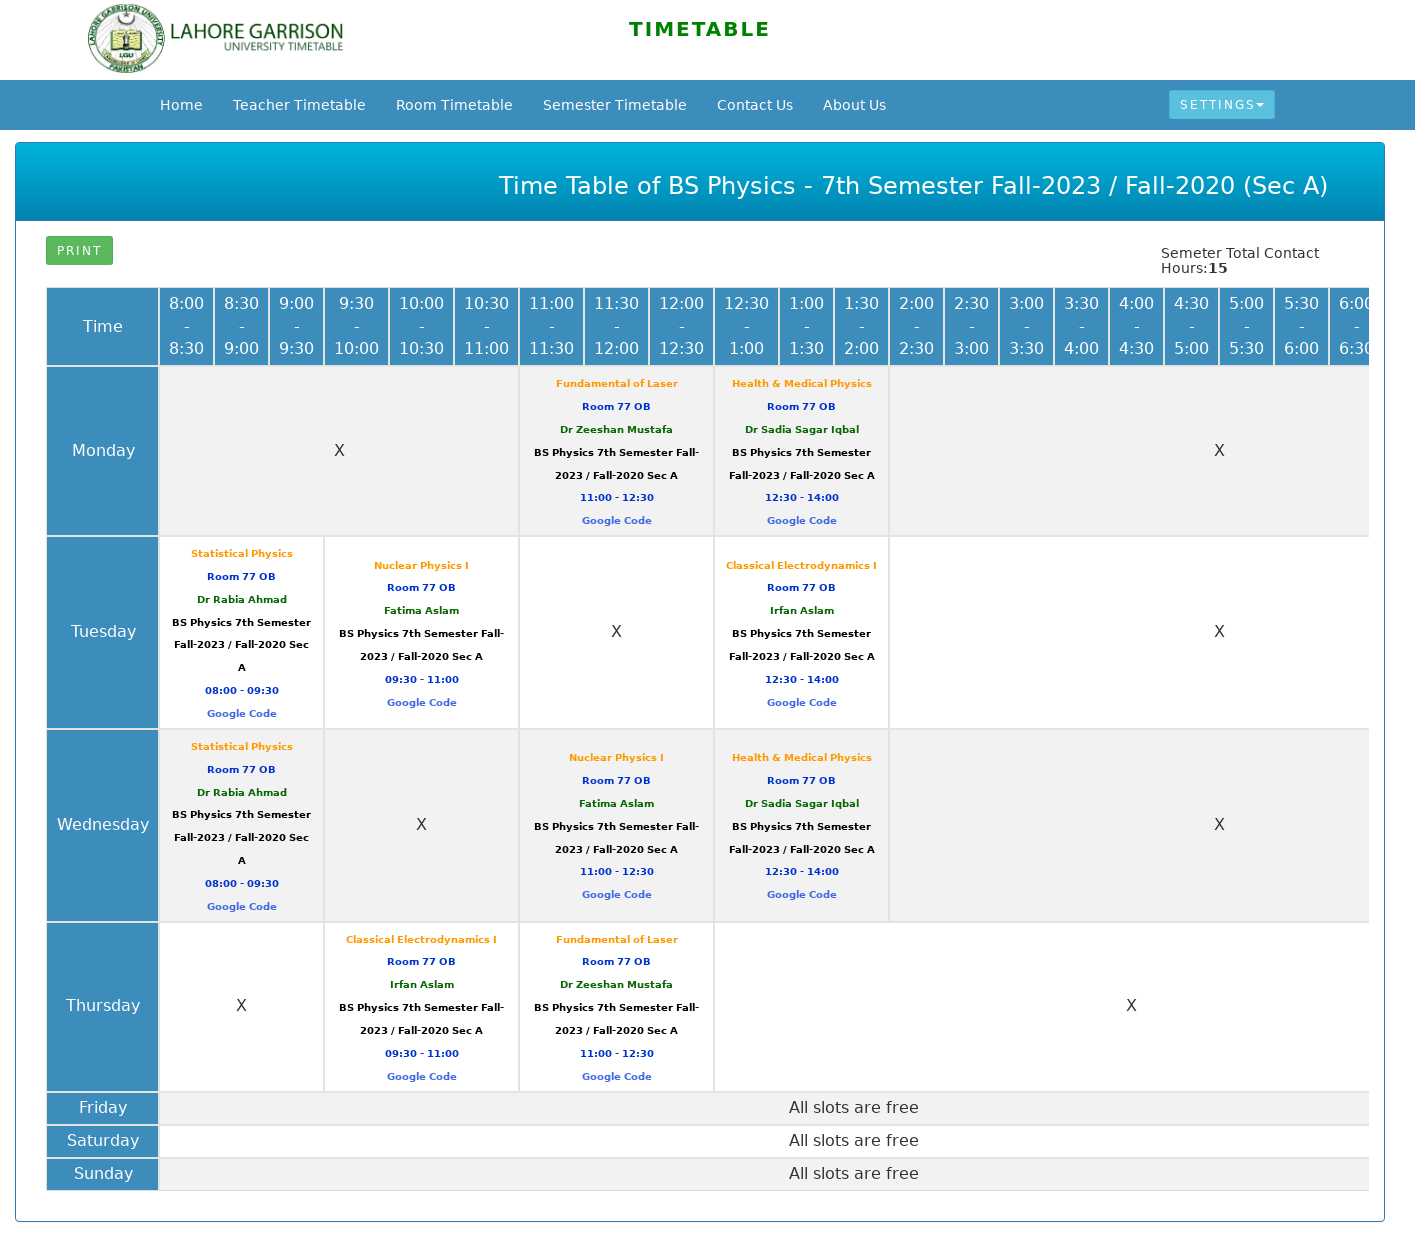 LAHORE GARRISON
UNIVERSITY TIMETABLE
LGU
TIMETABLE
Home Teacher Timetable Room Timetable Semester Timetable Contact Us About Us SETTINGS
Time Table of BS Physics - 7th Semester Fall-2023 / Fall-2020 (Sec A)
PRINT
Semeter Total Contact
Hours:15
Time
8:00 - 8:30
8:30 - 9:00
9:00 - 9:30
9:30 - 10:00
10:00 - 10:30
10:30 - 11:00
11:00 - 11:30
11:30 - 12:00
12:00 - 12:30
12:30 - 1:00
1:00 - 1:30
1:30 - 2:00
2:00 - 2:30
2:30 - 3:00
3:00 - 3:30
3:30 - 4:00
4:00 - 4:30
4:30 - 5:00
5:00 - 5:30
5:30 - 6:00
6:00 - 6:30
Monday
X
Fundamental of Laser
Room 77 OB
Dr Zeeshan Mustafa
BS Physics 7th Semester Fall-
2023 / Fall-2020 Sec A
11:00 - 12:30
Google Code
Health & Medical Physics
Room 77 OB
Dr Sadia Sagar Iqbal
BS Physics 7th Semester
Fall-2023 / Fall-2020 Sec A
12:30 - 14:00
Google Code
X
Tuesday
Statistical Physics
Room 77 OB
Dr Rabia Ahmad
BS Physics 7th Semester
Fall-2023 / Fall-2020 Sec
A
08:00 - 09:30
Google Code
Nuclear Physics I
Room 77 OB
Fatima Aslam
BS Physics 7th Semester Fall-
2023 / Fall-2020 Sec A
09:30 - 11:00
Google Code
X
Classical Electrodynamics I
Room 77 OB
Irfan Aslam
BS Physics 7th Semester
Fall-2023 / Fall-2020 Sec A
12:30 - 14:00
Google Code
X
Wednesday
Statistical Physics
Room 77 OB
Dr Rabia Ahmad
BS Physics 7th Semester
Fall-2023 / Fall-2020 Sec
A
08:00 - 09:30
Google Code
X
Nuclear Physics I
Room 77 OB
Fatima Aslam
BS Physics 7th Semester Fall-
2023 / Fall-2020 Sec A
11:00 - 12:30
Google Code
Health & Medical Physics
Room 77 OB
Dr Sadia Sagar Iqbal
BS Physics 7th Semester
Fall-2023 / Fall-2020 Sec A
12:30 - 14:00
Google Code
X
Thursday
X
Classical Electrodynamics I
Room 77 OB
Irfan Aslam
BS Physics 7th Semester Fall-
2023 / Fall-2020 Sec A
09:30 - 11:00
Google Code
Fundamental of Laser
Room 77 OB
Dr Zeeshan Mustafa
BS Physics 7th Semester Fall-
2023 / Fall-2020 Sec A
11:00 - 12:30
Google Code
X
Friday
All slots are free
Saturday
All slots are free
Sunday
All slots are free